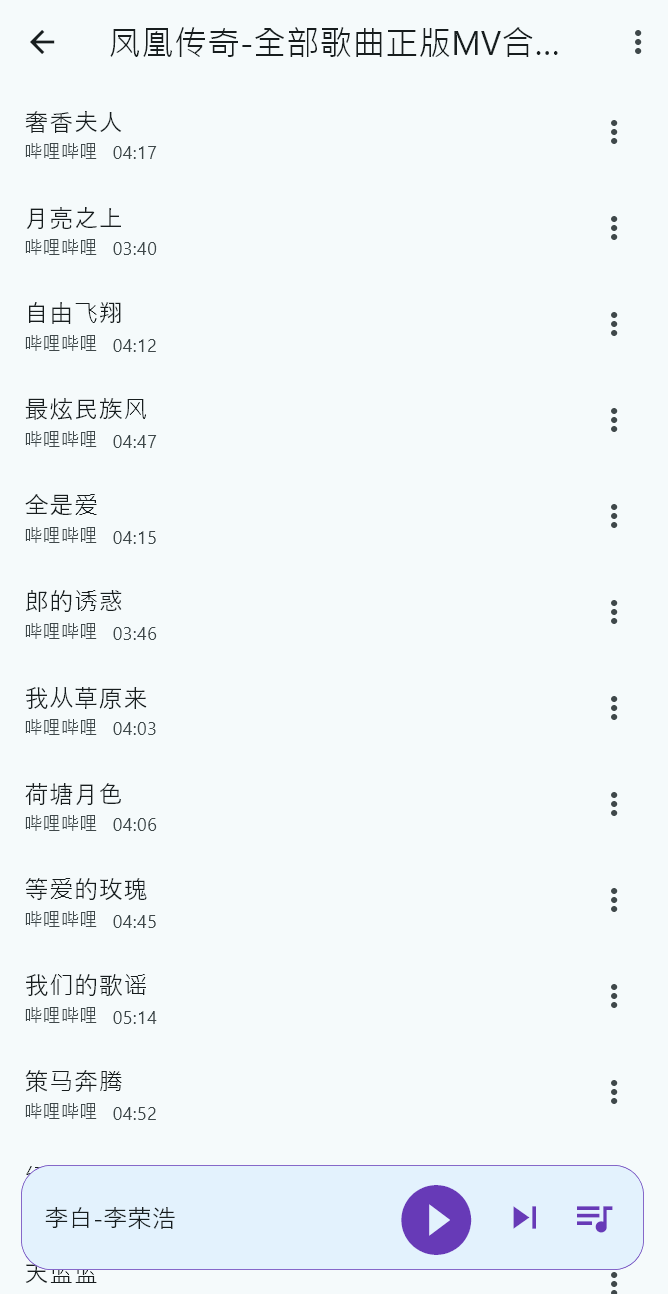 凤凰传奇-全部歌曲正版MV合...
奢香夫人
哔哩哔哩 04:17
月亮之上
哔哩哔哩 03:40
自由飞翔
哔哩哔哩 04:12
最炫民族风
哔哩哔哩 04:47
全是爱
哔哩哔哩 04:15
郎的诱惑
哔哩哔哩 03:46
我从草原来
哔哩哔哩 04:03
荷塘月色
哔哩哔哩 04:06
等爱的玫瑰
哔哩哔哩 04:45
我们的歌谣
哔哩哔哩 05:14
策马奔腾
哔哩哔哩 04:52
李白-李荣浩
天蓝蓝